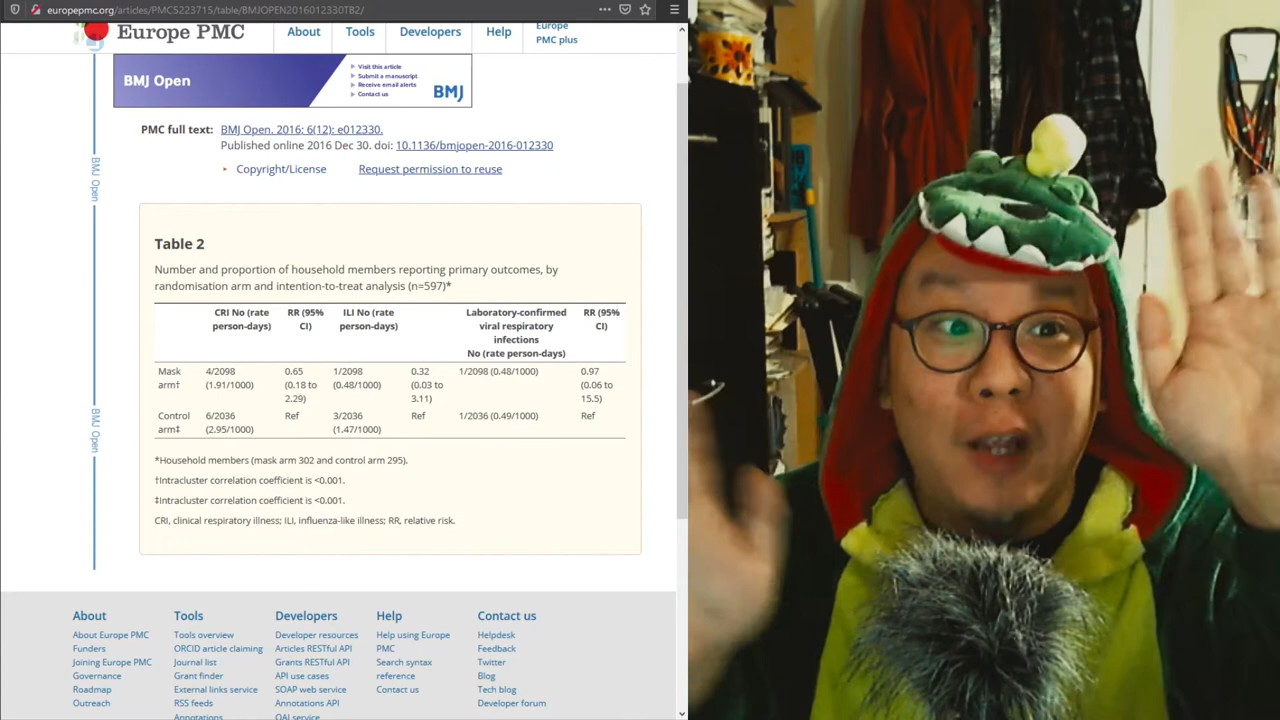 europepmc.org/articles/PMC5223715/table/BMJOPEN2016012330TB2/
Europe PMC
About
Tools
Developers
Help
Europe
PMC plus
BMJ Open
Visit this article
Submit a manuscript
Receive email alerts
Contact us
BMJ
PMC full text: BMJ Open. 2016; 6(12): e012330.
Published online 2016 Dec 30. doi: 10.1136/bmjopen-2016-012330
Copyright/License Request permission to reuse
BMJ Open
BMJ Open
Table 2
Number and proportion of household members reporting primary outcomes, by
randomisation arm and intention-to-treat analysis (n=597)*
CRI No (rate person-days) RR (95% CI) ILI No (rate person-days) Laboratory-confirmed viral respiratory infections No (rate person-days) RR (95% CI)
Mask arm† 4/2098 (1.91/1000) 0.65 (0.18 to 2.29) 1/2098 (0.48/1000) 0.32 (0.03 to 3.11) 1/2098 (0.48/1000) 0.97 (0.06 to 15.5)
Control arm‡ 6/2036 (2.95/1000) Ref 3/2036 (1.47/1000) Ref 1/2036 (0.49/1000) Ref
*Household members (mask arm 302 and control arm 295).
†Intracluster correlation coefficient is <0.001.
‡Intracluster correlation coefficient is <0.001.
CRI, clinical respiratory illness; ILI, influenza-like illness; RR, relative risk.
About
About Europe PMC
Funders
Joining Europe PMC
Governance
Roadmap
Outreach
Tools
Tools overview
ORCID article claiming
Journal list
Grant finder
External links service
RSS feeds
Annotations
Developers
Developer resources
Articles RESTful API
Grants RESTful API
API use cases
SOAP web service
Annotations API
OAI service
Help
Help using Europe
PMC
Search syntax
reference
Contact us
Contact us
Helpdesk
Feedback
Twitter
Blog
Tech blog
Developer forum